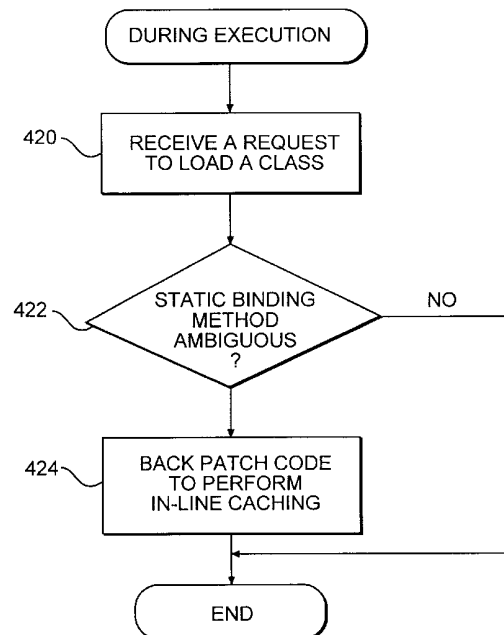 DURING EXECUTION
420
RECEIVE A REQUEST
TO LOAD A CLASS
422
STATIC BINDING
METHOD
AMBIGUOUS
?
NO
424
BACK PATCH CODE
TO PERFORM
IN-LINE CACHING
END